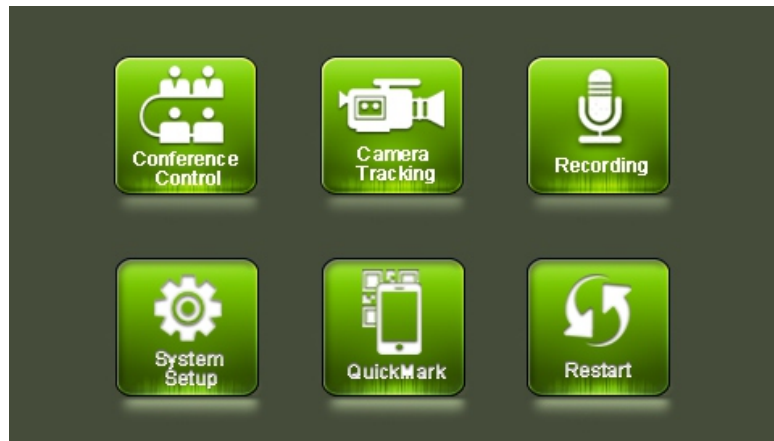 Conference
Control
Camera
Tracking
Recording
System
Setup
QuickMark
Restart